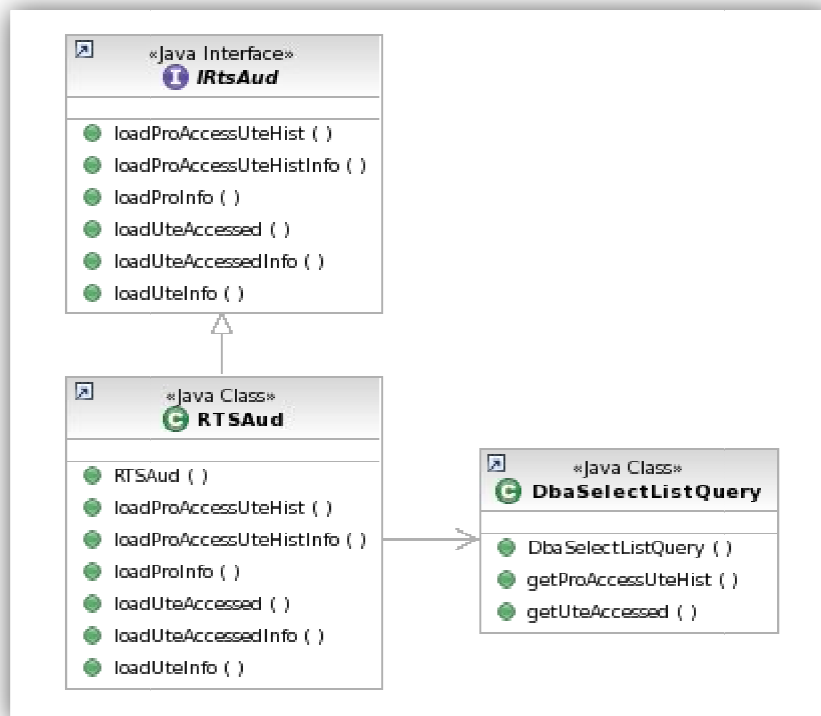 «Java Interface»
I IRtsAud
loadProAccessUteHist ( )
loadProAccessUteHistInfo ( )
loadProInfo ( )
loadUteAccessed ( )
loadUteAccessedInfo ( )
loadUteInfo ( )
«Java Class»
C RTSAud
RTSAud ( )
loadProAccessUteHist ( )
loadProAccessUteHistInfo ( )
loadProInfo ( )
loadUteAccessed ( )
loadUteAccessedInfo ( )
loadUteInfo ( )
«Java Class»
C DbaSelectListQuery
DbaSelectListQuery ( )
getProAccessUteHist ( )
getUteAccessed ( )